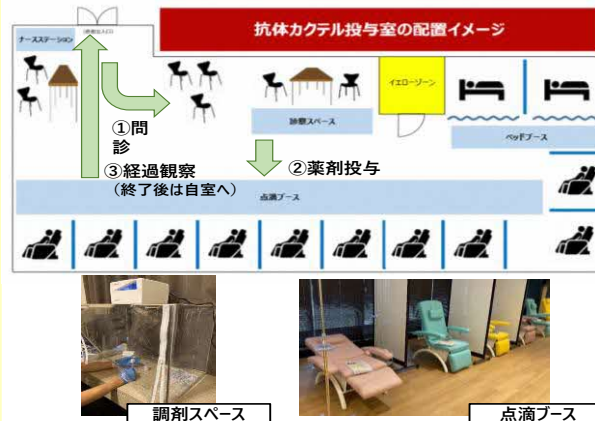 抗体カクテル投与室の配置イメージ
ナースステーション
イエローゾーン
診察スペース
ベッドブース
①問
診
②薬剤投与
③経過観察
（終了後は自室へ）
点滴ブース
調剤スペース
点滴ブース